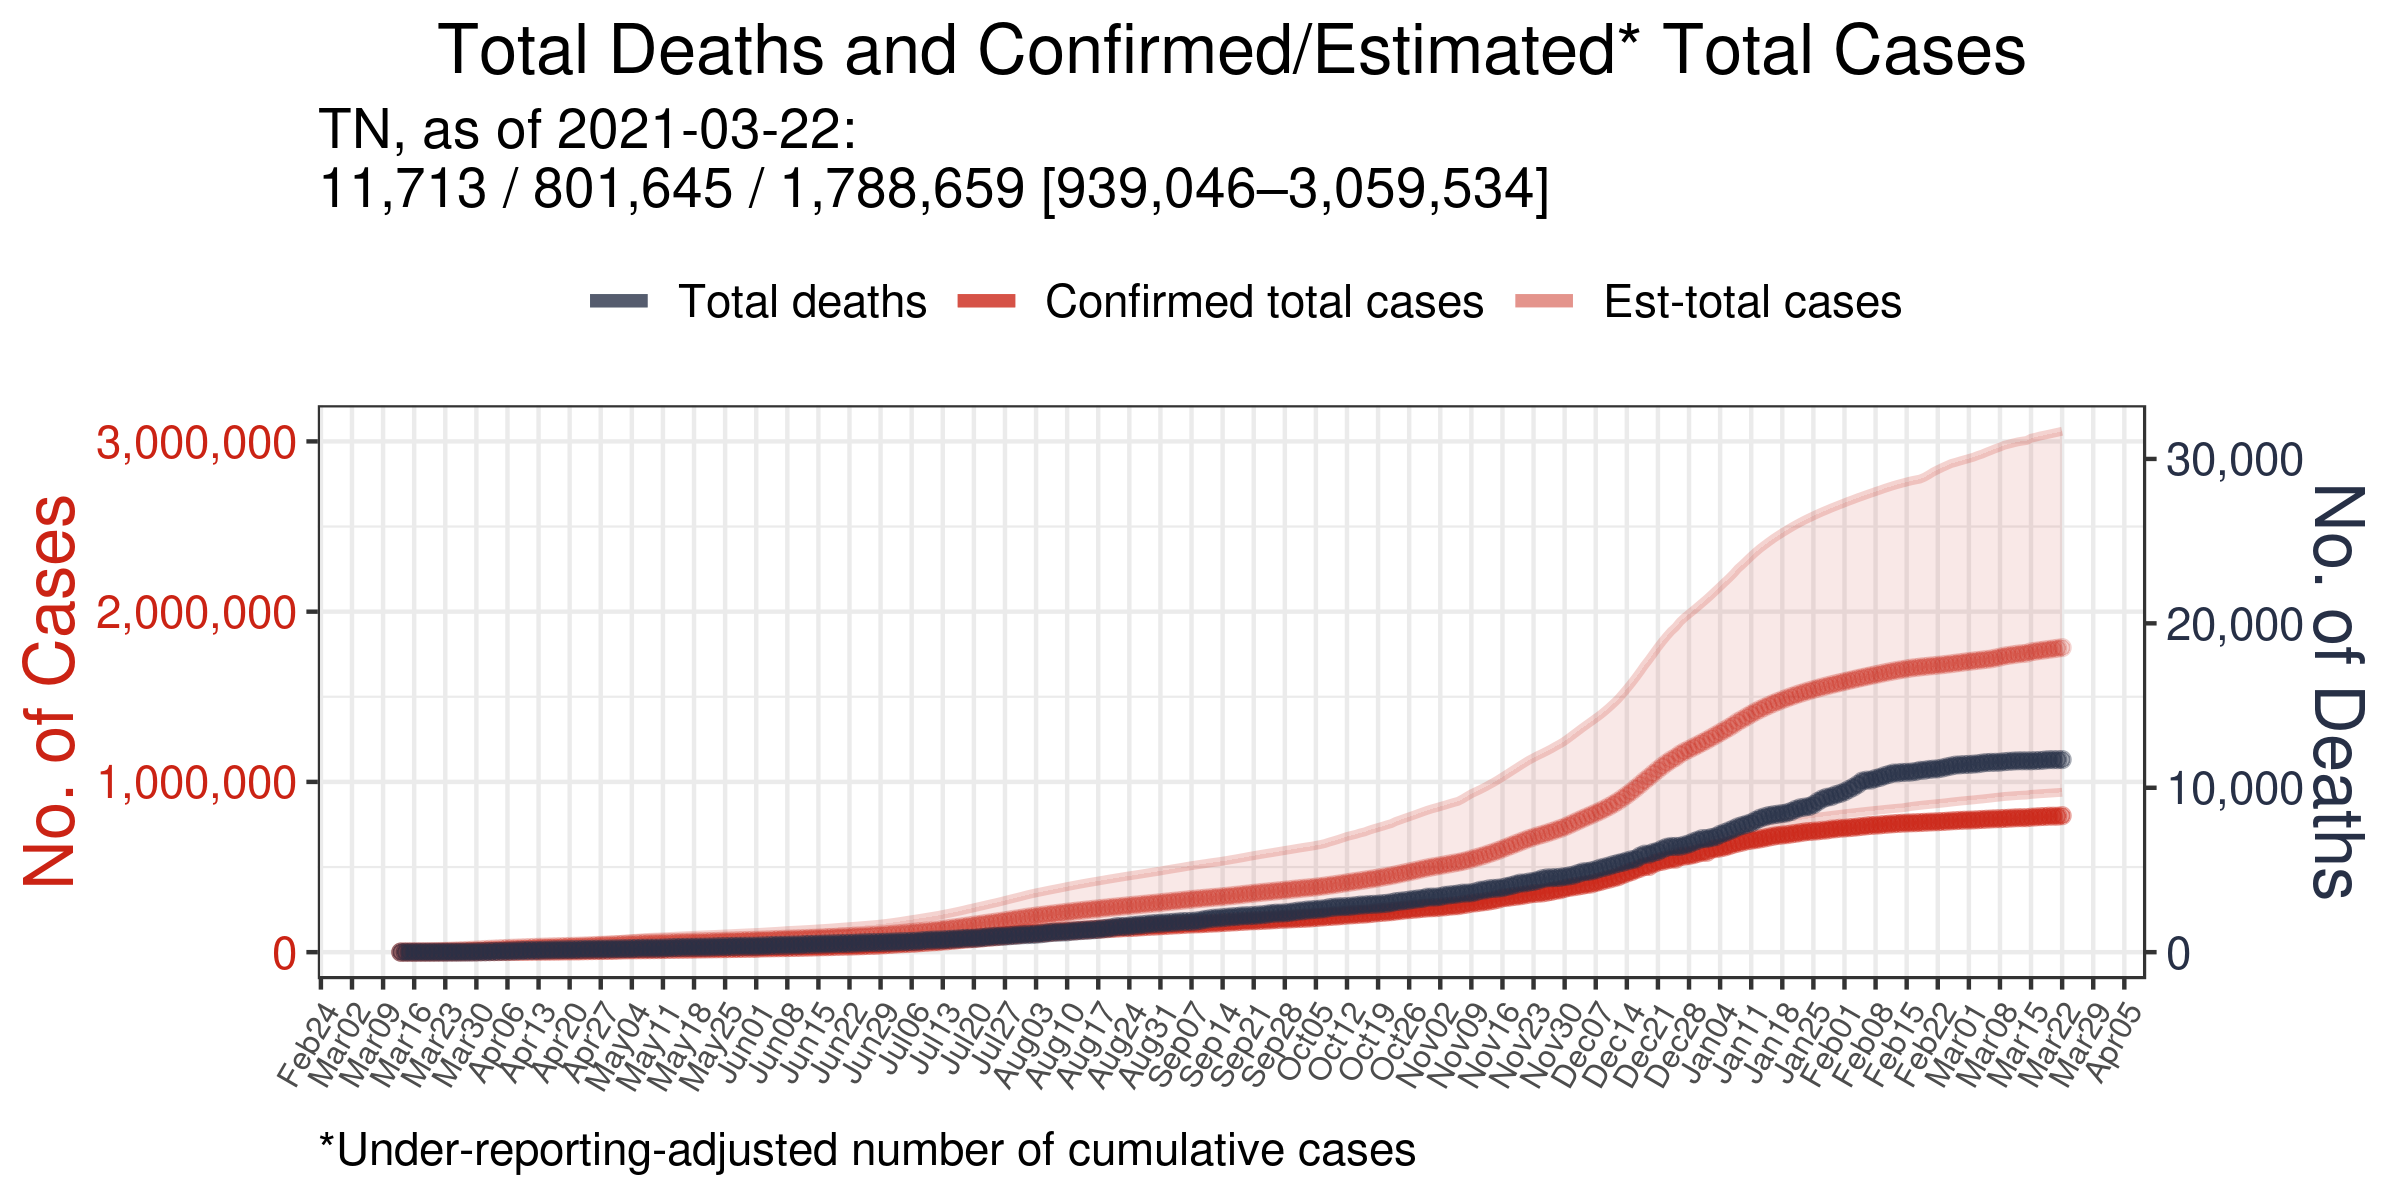 Total Deaths and Confirmed/Estimated* Total Cases
TN, as of 2021-03-22:
11,713 / 801,645 / 1,788,659 [939,046–3,059,534]
Total deaths
Confirmed total cases
Est-total cases
No. of Cases
3,000,000
2,000,000
1,000,000
0
30,000
20,000
10,000
0
No. of Deaths
Feb24
Mar02
Mar09
Mar16
Mar23
Mar30
Apr06
Apr13
Apr20
Apr27
May04
May11
May18
May25
Jun01
Jun08
Jun15
Jun22
Jun29
Jul06
Jul13
Jul20
Jul27
Aug03
Aug10
Aug17
Aug24
Aug31
Sep07
Sep14
Sep21
Sep28
Oct05
Oct12
Oct19
Oct26
Nov02
Nov09
Nov16
Nov23
Nov30
Dec07
Dec14
Dec21
Dec28
Jan04
Jan11
Jan18
Jan25
Feb01
Feb08
Feb15
Feb22
Mar01
Mar08
Mar15
Mar22
Mar29
Apr05
*Under-reporting-adjusted number of cumulative cases